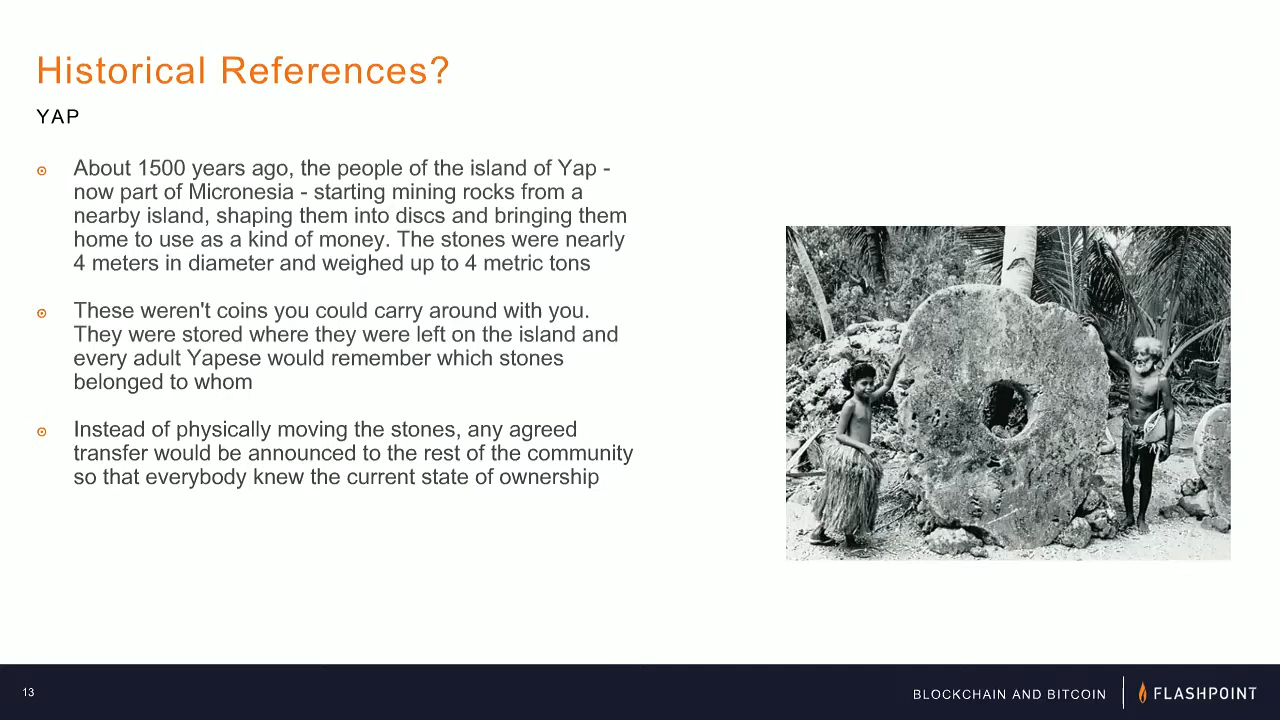 Historical References?
YAP
About 1500 years ago, the people of the island of Yap -
now part of Micronesia - starting mining rocks from a
nearby island, shaping them into discs and bringing them
home to use as a kind of money. The stones were nearly
4 meters in diameter and weighed up to 4 metric tons
These weren't coins you could carry around with you.
They were stored where they were left on the island and
every adult Yapese would remember which stones
belonged to whom
Instead of physically moving the stones, any agreed
transfer would be announced to the rest of the community
so that everybody knew the current state of ownership
13
BLOCKCHAIN AND BITCOIN
FLASHPOINT